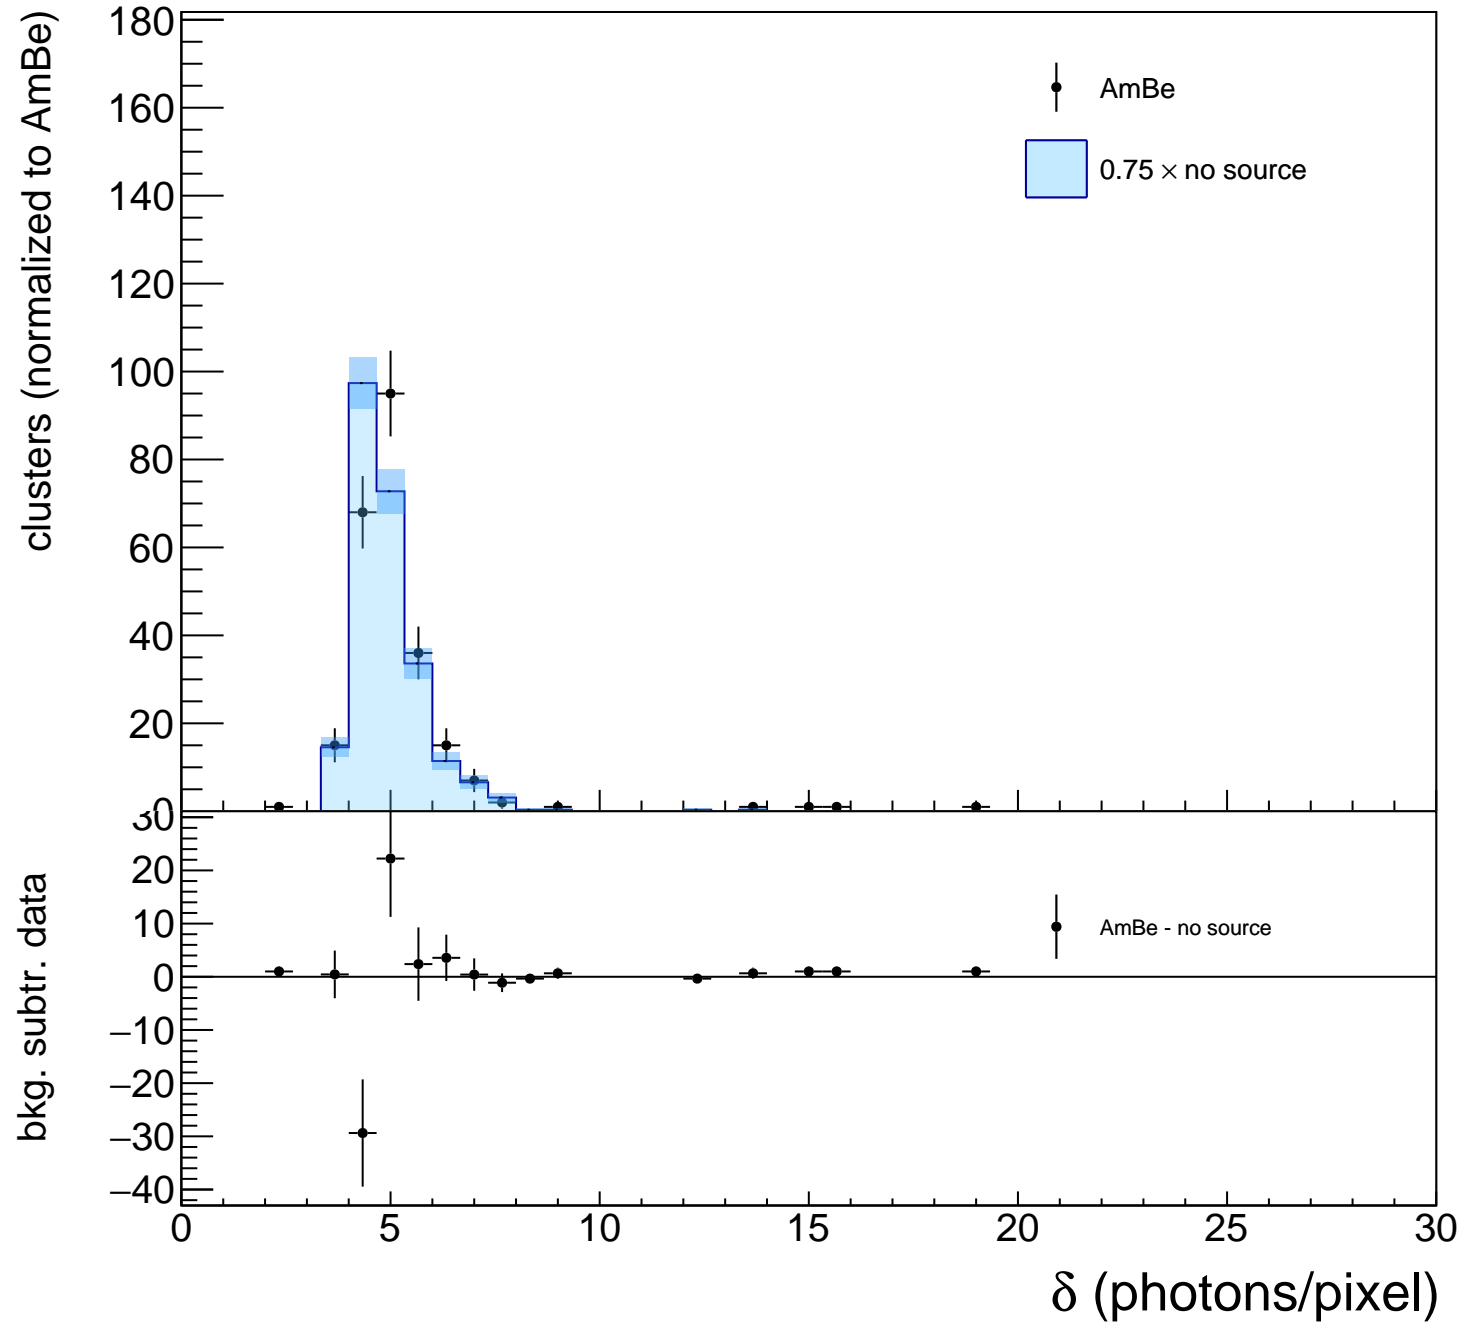 clusters (normalized to AmBe)
180
160
140
120
100
80
60
40
20
0
AmBe
0.75 × no source
bkg. subtr. data
30
20
10
0
−10
−20
−30
−40
AmBe - no source
0 5 10 15 20 25 30
δ (photons/pixel)